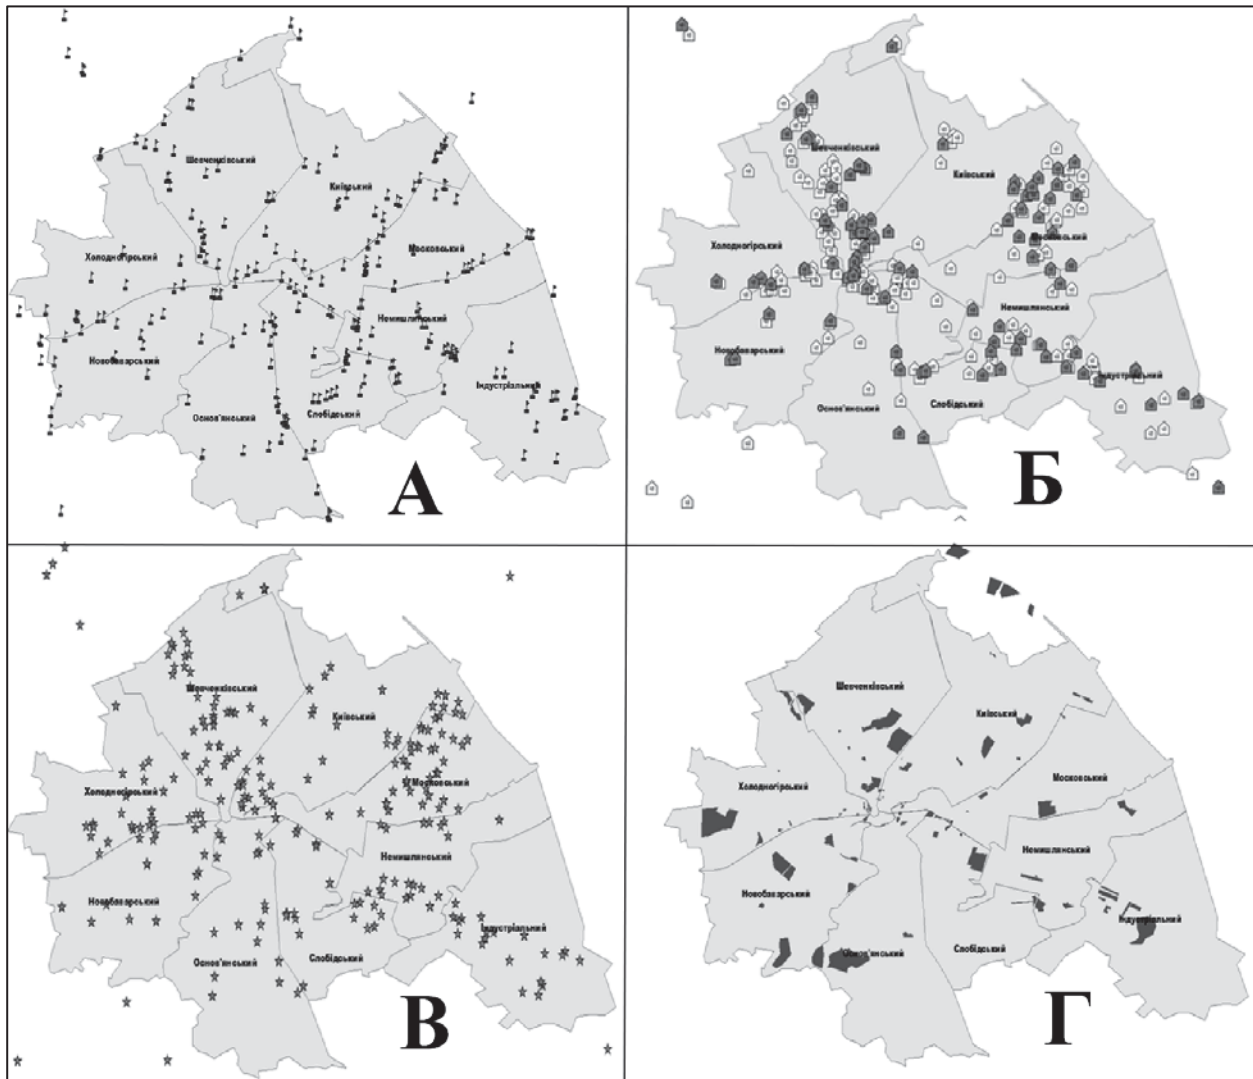 Шевченківський
Київський
Московський
Холодногірський
Немишлянський
Новобаварський
Індустріальний
Основ'янський
Слобідський
А
Шевченківський
Київський
Московський
Холодногірський
Немишлянський
Новобаварський
Індустріальний
Основ'янський
Слобідський
Б
Шевченківський
Київський
Московський
Холодногірський
Немишлянський
Новобаварський
Індустріальний
Основ'янський
Слобідський
В
Шевченківський
Київський
Московський
Холодногірський
Немишлянський
Новобаварський
Індустріальний
Основ'янський
Слобідський
Г